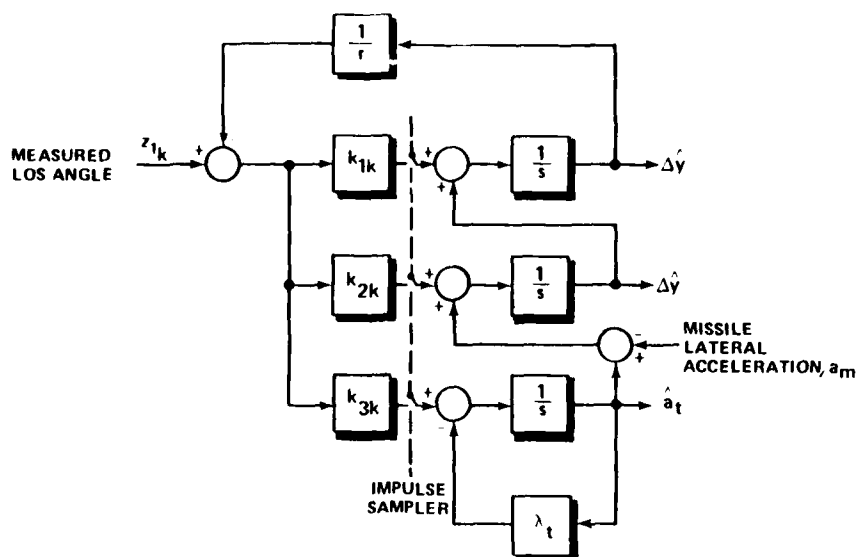 1
r
MEASURED
LOS ANGLE
z1k
+
-
k1k
+
+
1
s
Δŷ
k2k
+
+
1
s
Δŷ
-
+
MISSILE
LATERAL
ACCELERATION, am
k3k
+
-
1
s
ât
IMPULSE
SAMPLER
λt